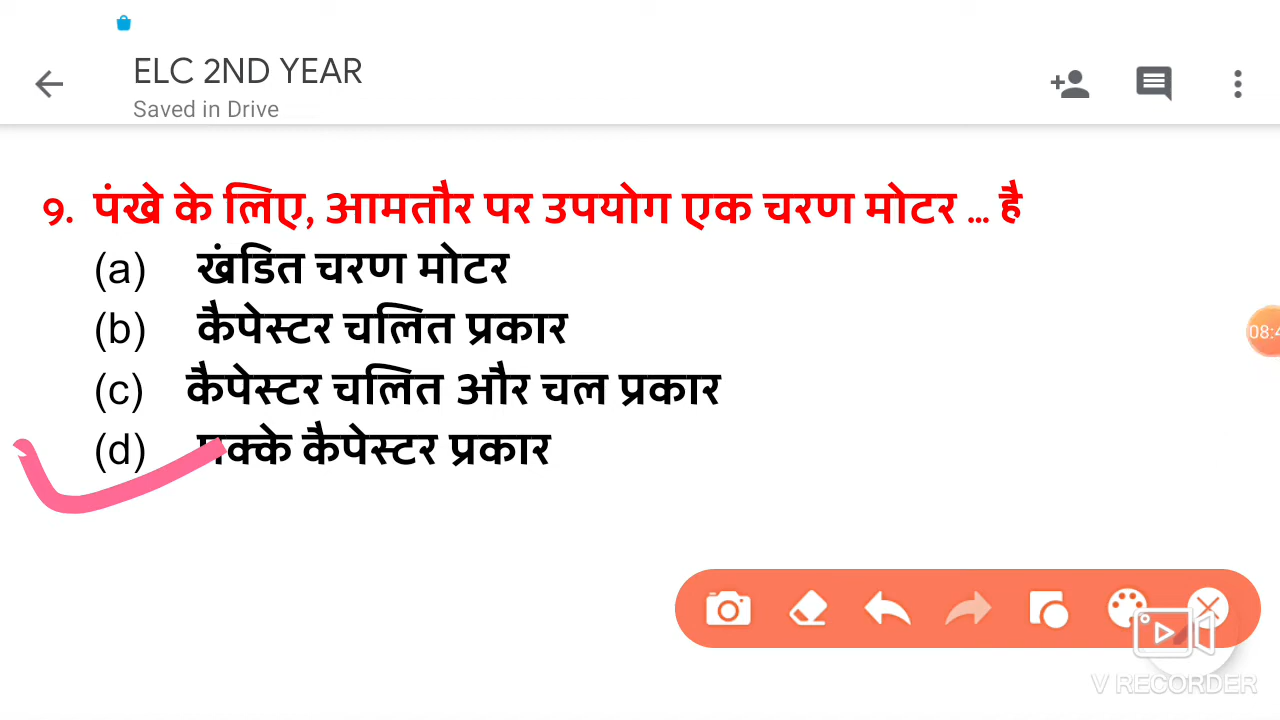 ELC 2ND YEAR
Saved in Drive
9. पंखे के लिए, आमतौर पर उपयोग एक चरण मोटर ... है
(a) खंडित चरण मोटर
(b) कैपेस्टर चलित प्रकार
(c) कैपेस्टर चलित और चल प्रकार
(d) पक्के कैपेस्टर प्रकार
V RECORDER